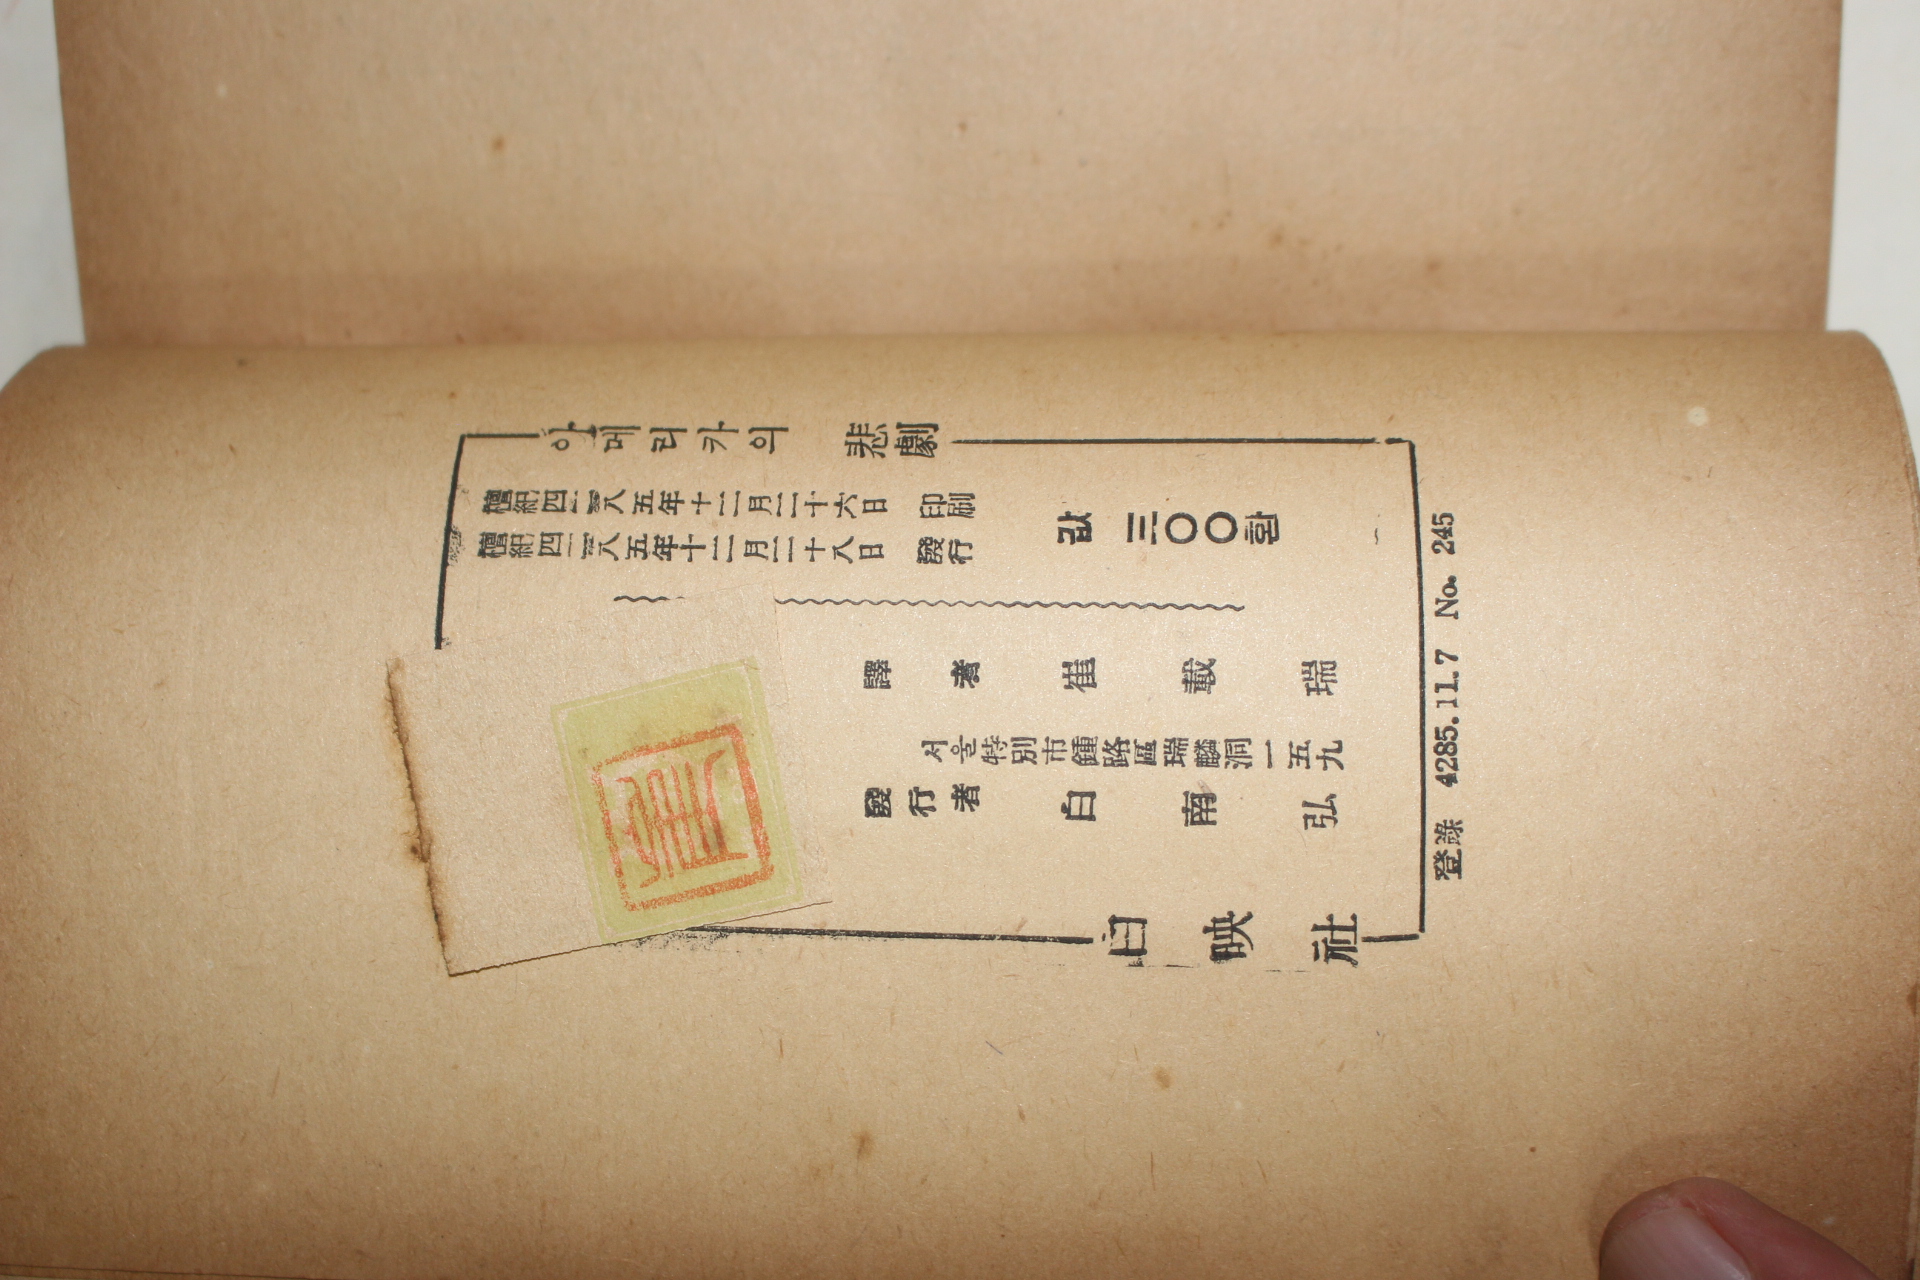 아메리카의 悲劇
檀紀四二八五年十二月二十六日 印刷
檀紀四二八五年十二月二十八日 發行
값 三〇〇환
譯者 崔載瑞
서울特別市鍾路區瑞麟洞一五九
發行者 白南弘
白映社
登錄 4285.11.7 No. 245